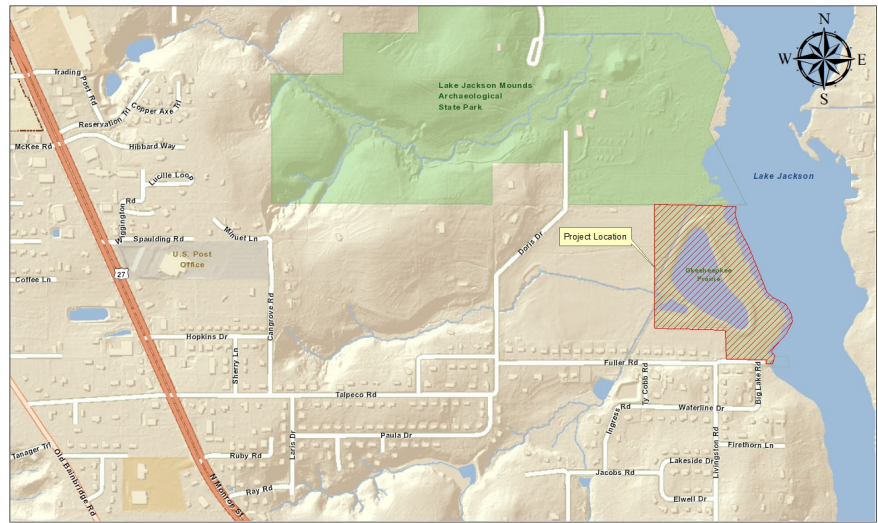 N
W
E
S
Trading
Post Rd
Copper Axe Trl
Reservation Trl
McKee Rd
Hibbard Way
Lake Jackson Mounds
Archaeological
State Park
Lake Jackson
Lucille Loop
Wiggington Rd
Minuet Ln
Spaulding Rd
U.S. Post
Office
27
Coffee Ln
Doris Dr
Project Location
Okeeheepkee
Prairie
Cangrove Rd
Hopkins Dr
Sherry Ln
Fuller Rd
Ty Cobb Rd
Big Lake Rd
Talpeco Rd
Waterline Dr
Ingress Rd
Laris Dr
Paula Dr
Livingston Rd
Firethorn Ln
Tanager Trl
Old Bainbridge Rd
Ruby Rd
Lakeside Dr
Jacobs Rd
Ray Rd
N Monroe St
Elwell Dr